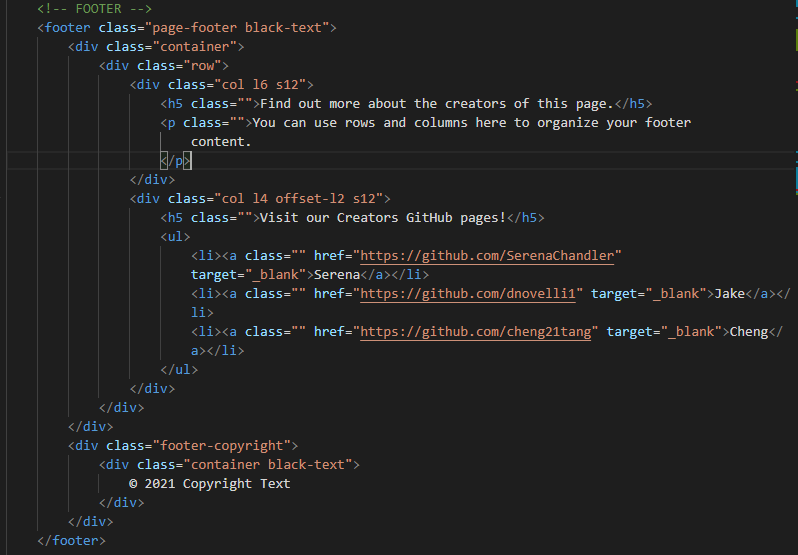 <!-- FOOTER -->
<footer class="page-footer black-text">
<div class="container">
<div class="row">
<div class="col l6 s12">
<h5 class="">Find out more about the creators of this page.</h5>
<p class="">You can use rows and columns here to organize your footer
content.
</p>
</div>
<div class="col l4 offset-l2 s12">
<h5 class="">Visit our Creators GitHub pages!</h5>
<ul>
<li><a class="" href="https://github.com/SerenaChandler"
target="_blank">Serena</a></li>
<li><a class="" href="https://github.com/dnovelli1" target="_blank">Jake</a></
li>
<li><a class="" href="https://github.com/cheng21tang" target="_blank">Cheng</
a></li>
</ul>
</div>
</div>
</div>
<div class="footer-copyright">
<div class="container black-text">
© 2021 Copyright Text
</div>
</div>
</footer>